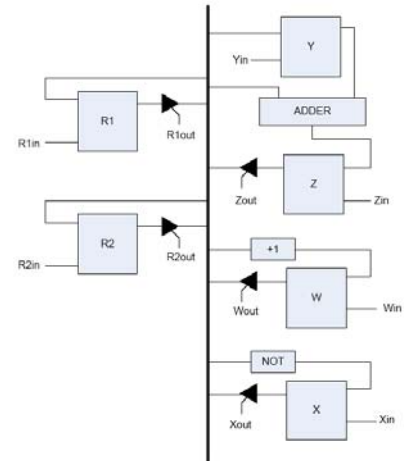 Y
Yin
ADDER
R1
R1out
R1in
Z
Zout
Zin
R2
R2out
R2in
+1
W
Wout
Win
NOT
X
Xout
Xin